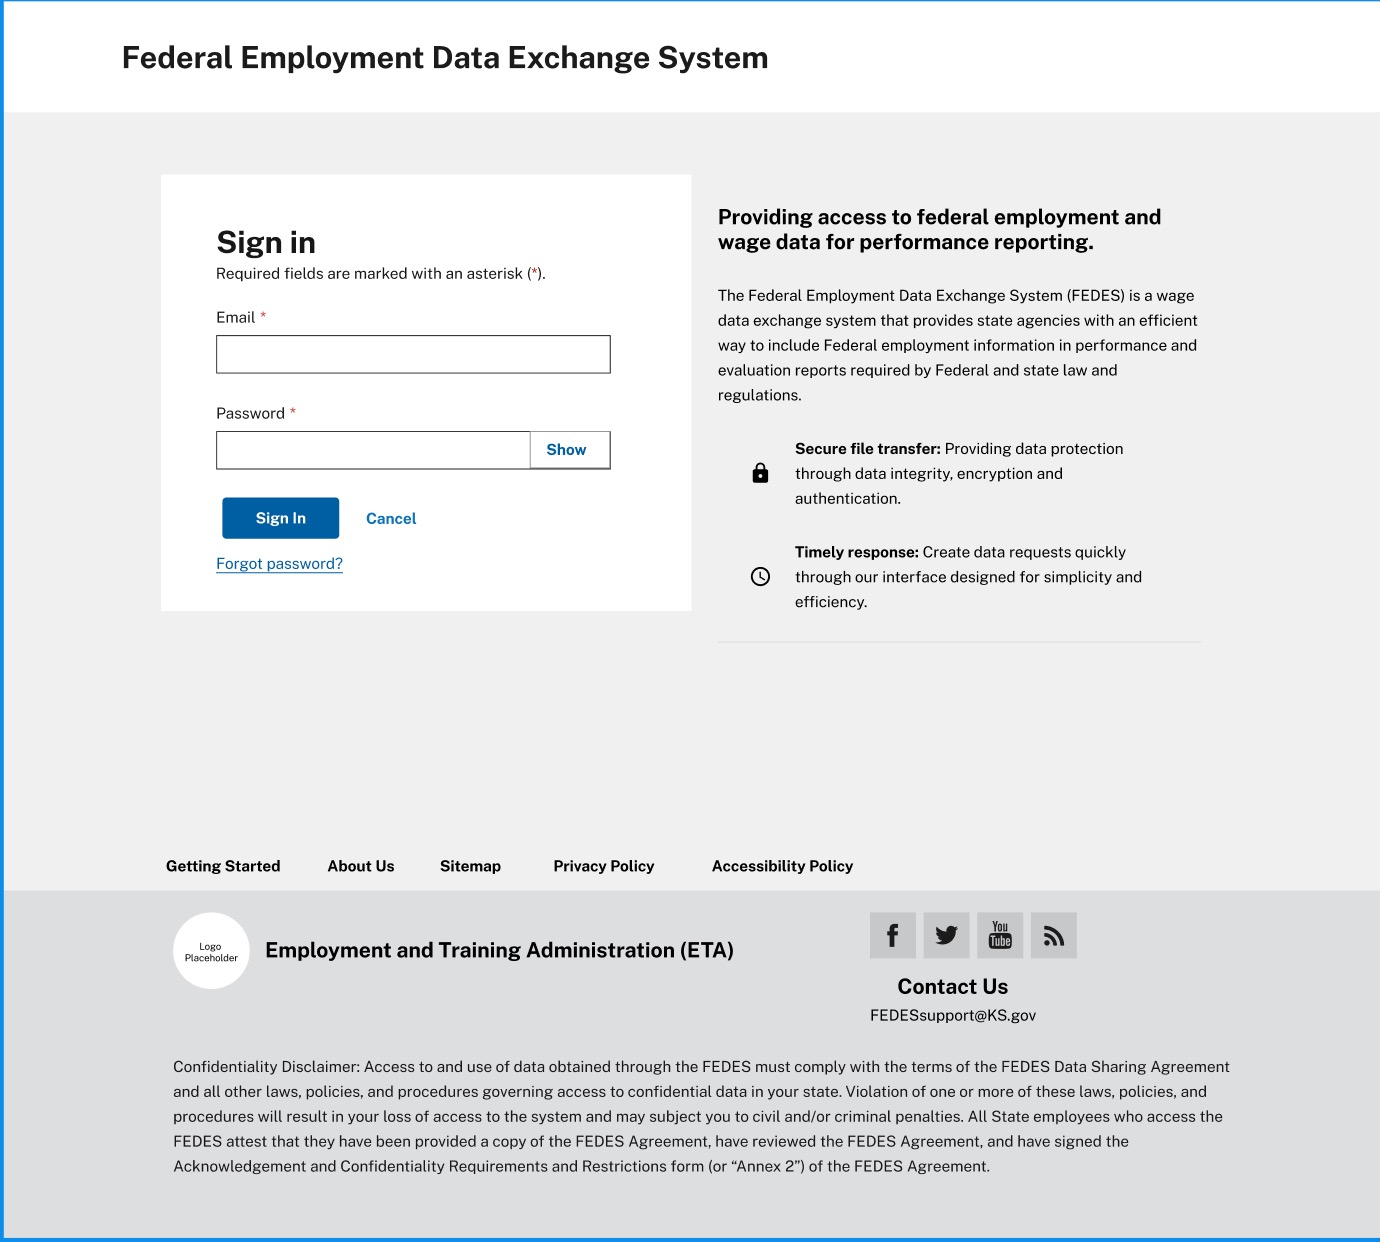 Federal Employment Data Exchange System
Sign in
Required fields are marked with an asterisk (*).
Email *
Password *
Show
Sign In
Cancel
Forgot password?
Providing access to federal employment and
wage data for performance reporting.
The Federal Employment Data Exchange System (FEDES) is a wage
data exchange system that provides state agencies with an efficient
way to include Federal employment information in performance and
evaluation reports required by Federal and state law and
regulations.
Secure file transfer: Providing data protection
through data integrity, encryption and
authentication.
Timely response: Create data requests quickly
through our interface designed for simplicity and
efficiency.
Getting Started
About Us
Sitemap
Privacy Policy
Accessibility Policy
Logo
Placeholder
Employment and Training Administration (ETA)
f
You
Tube
Contact Us
FEDESsupport@KS.gov
Confidentiality Disclaimer: Access to and use of data obtained through the FEDES must comply with the terms of the FEDES Data Sharing Agreement
and all other laws, policies, and procedures governing access to confidential data in your state. Violation of one or more of these laws, policies, and
procedures will result in your loss of access to the system and may subject you to civil and/or criminal penalties. All State employees who access the
FEDES attest that they have been provided a copy of the FEDES Agreement, have reviewed the FEDES Agreement, and have signed the
Acknowledgement and Confidentiality Requirements and Restrictions form (or “Annex 2”) of the FEDES Agreement.